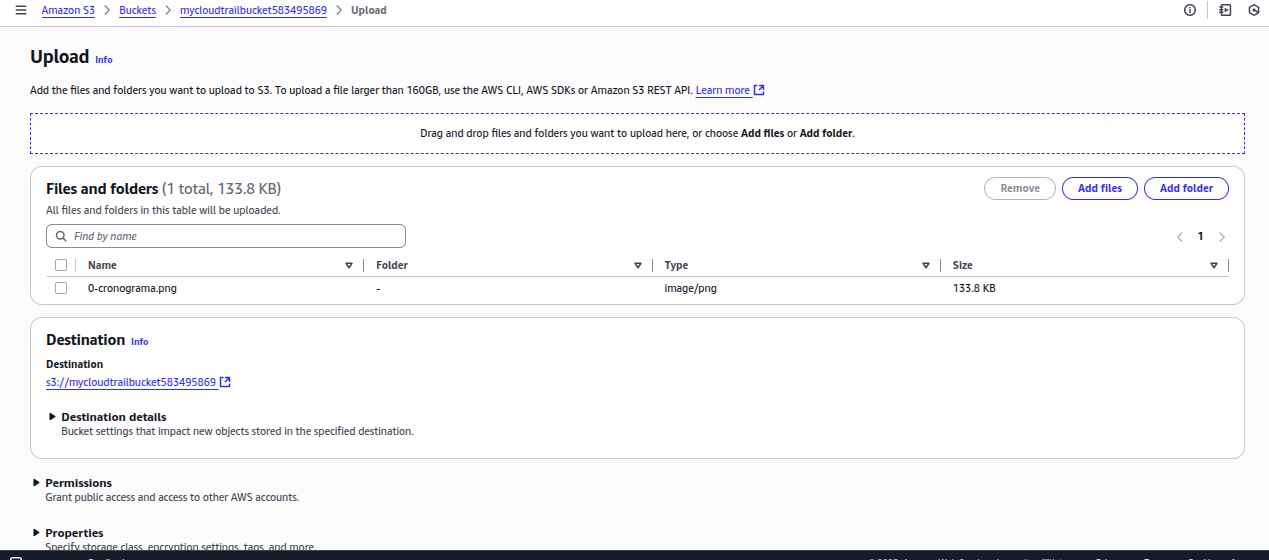 Amazon S3 > Buckets > mycloudtrailbucket583495869 > Upload
Upload Info
Add the files and folders you want to upload to S3. To upload a file larger than 160GB, use the AWS CLI, AWS SDKs or Amazon S3 REST API. Learn more
Drag and drop files and folders you want to upload here, or choose Add files or Add folder.
Files and folders (1 total, 133.8 KB)
Remove Add files Add folder
All files and folders in this table will be uploaded.
Find by name
1
Name Folder Type Size
0-cronograma.png - image/png 133.8 KB
Destination Info
Destination
s3://mycloudtrailbucket583495869
Destination details
Bucket settings that impact new objects stored in the specified destination.
Permissions
Grant public access and access to other AWS accounts.
Properties
Specify storage class, encryption settings, tags, and more.